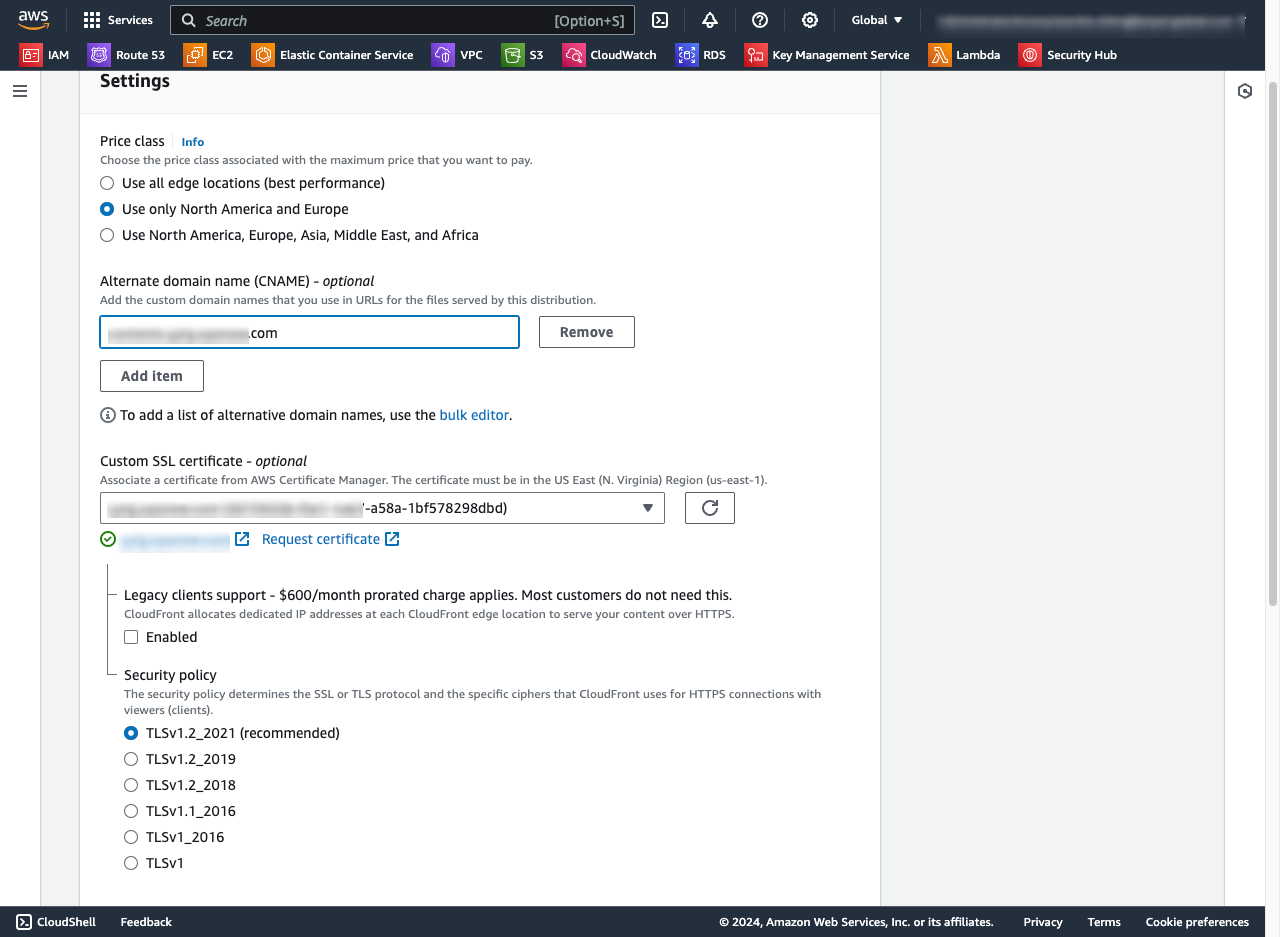 aws
Services
Search
[Option+S]
Global
IAM
Route 53
EC2
Elastic Container Service
VPC
S3
CloudWatch
RDS
Key Management Service
Lambda
Security Hub
Settings
Price class
Info
Choose the price class associated with the maximum price that you want to pay.
Use all edge locations (best performance)
Use only North America and Europe
Use North America, Europe, Asia, Middle East, and Africa
Alternate domain name (CNAME) - optional
Add the custom domain names that you use in URLs for the files served by this distribution.
.com
Remove
Add item
To add a list of alternative domain names, use the bulk editor.
Custom SSL certificate - optional
Associate a certificate from AWS Certificate Manager. The certificate must be in the US East (N. Virginia) Region (us-east-1).
-a58a-1bf578298dbd)
Request certificate
Legacy clients support - $600/month prorated charge applies. Most customers do not need this.
CloudFront allocates dedicated IP addresses at each CloudFront edge location to serve your content over HTTPS.
Enabled
Security policy
The security policy determines the SSL or TLS protocol and the specific ciphers that CloudFront uses for HTTPS connections with
viewers (clients).
TLSv1.2_2021 (recommended)
TLSv1.2_2019
TLSv1.2_2018
TLSv1.1_2016
TLSv1_2016
TLSv1
CloudShell
Feedback
© 2024, Amazon Web Services, Inc. or its affiliates.
Privacy
Terms
Cookie preferences